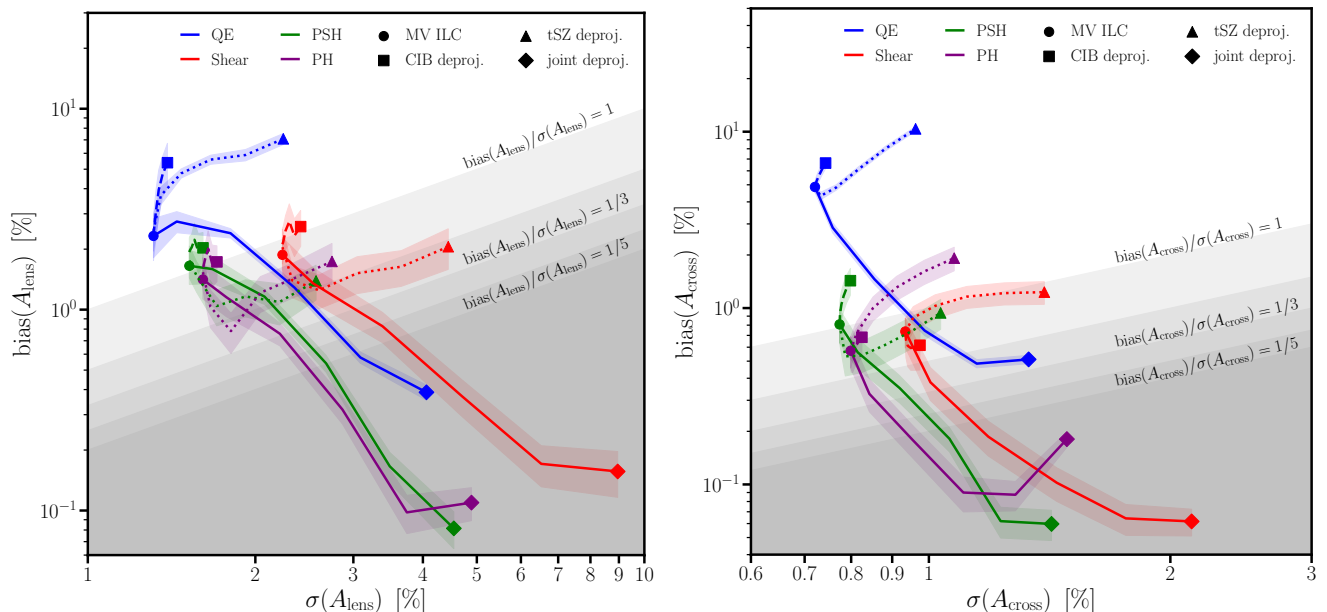 QE PSH MV ILC tSZ deproj.
Shear PH CIB deproj. joint deproj.
bias(A_lens)/σ(A_lens) = 1
bias(A_lens)/σ(A_lens) = 1/3
bias(A_lens)/σ(A_lens) = 1/5
bias(A_lens) [%]
10^1
10^0
10^−1
1 2 3 4 5 6 7 8 9 10
σ(A_lens) [%]
QE PSH MV ILC tSZ deproj.
Shear PH CIB deproj. joint deproj.
bias(A_cross)/σ(A_cross) = 1
bias(A_cross)/σ(A_cross) = 1/3
bias(A_cross)/σ(A_cross) = 1/5
bias(A_cross) [%]
10^1
10^0
10^−1
0.6 0.7 0.8 0.9 1 2 3
σ(A_cross) [%]